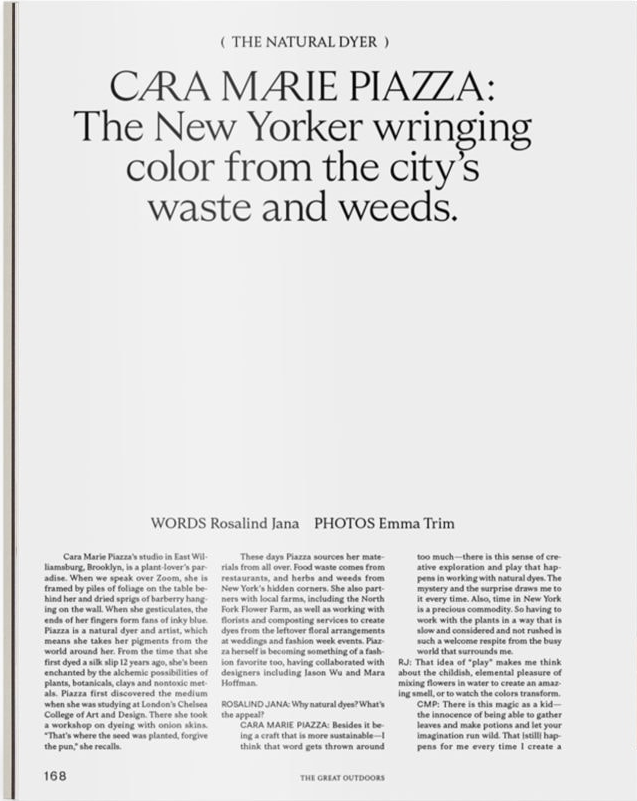 ( THE NATURAL DYER )
CARA MARIE PIAZZA:
The New Yorker wringing
color from the city's
waste and weeds.
WORDS Rosalind Jana PHOTOS Emma Trim
Cara Marie Piazza's studio in East Wil-
liamsburg, Brooklyn, is a plant-lover's par-
adise. When we speak over Zoom, she is
framed by piles of foliage on the table be-
hind her and dried sprigs of barberry hang-
ing on the wall. When she gesticulates, the
ends of her fingers form fans of inky blue.
Piazza is a natural dyer and artist, which
means she takes her pigments from the
world around her. From the time that she
first dyed a silk slip 12 years ago, she's been
enchanted by the alchemic possibilities of
plants, botanicals, clays and nontoxic met-
als. Piazza first discovered the medium
when she was studying at London's Chelsea
College of Art and Design. There she took
a workshop on dyeing with onion skins.
"That's where the seed was planted, forgive
the pun," she recalls.
These days Piazza sources her mate-
rials from all over. Food waste comes from
restaurants, and herbs and weeds from
New York's hidden corners. She also part-
ners with local farms, including the North
Fork Flower Farm, as well as working with
florists and composting services to create
dyes from the leftover floral arrangements
at weddings and fashion week events. Piaz-
za herself is becoming something of a fash-
ion favorite too, having collaborated with
designers including Jason Wu and Mara
Hoffman.
ROSALIND JANA: Why natural dyes? What's
the appeal?
CARA MARIE PIAZZA: Besides it be-
ing a craft that is more sustainable—I
think that word gets thrown around
too much—there is this sense of cre-
ative exploration and play that hap-
pens in working with natural dyes. The
mystery and the surprise draws me to
it every time. Also, time in New York
is a precious commodity. So having to
work with the plants in a way that is
slow and considered and not rushed is
such a welcome respite from the busy
world that surrounds me.
RJ: That idea of "play" makes me think
about the childish, elemental pleasure of
mixing flowers in water to create an amaz-
ing smell, or to watch the colors transform.
CMP: There is this magic as a kid—
the innocence of being able to gather
leaves and make potions and let your
imagination run wild. That [still] hap-
pens for me every time I create a
168
THE GREAT OUTDOORS